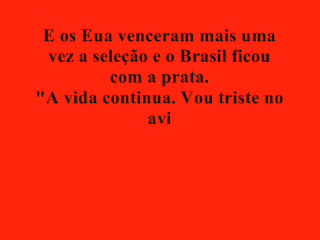 E os Eua venceram mais uma
vez a seleção e o Brasil ficou
com a prata.
"A vida continua. Vou triste no
avi